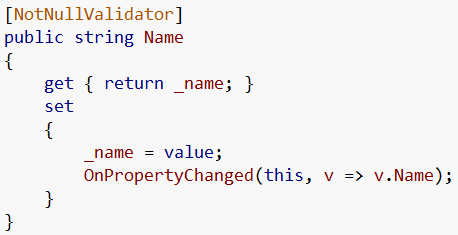 [NotNullValidator]
public string Name
{
    get { return _name; }
    set
    {
        _name = value;
        OnPropertyChanged(this, v => v.Name);
    }
}